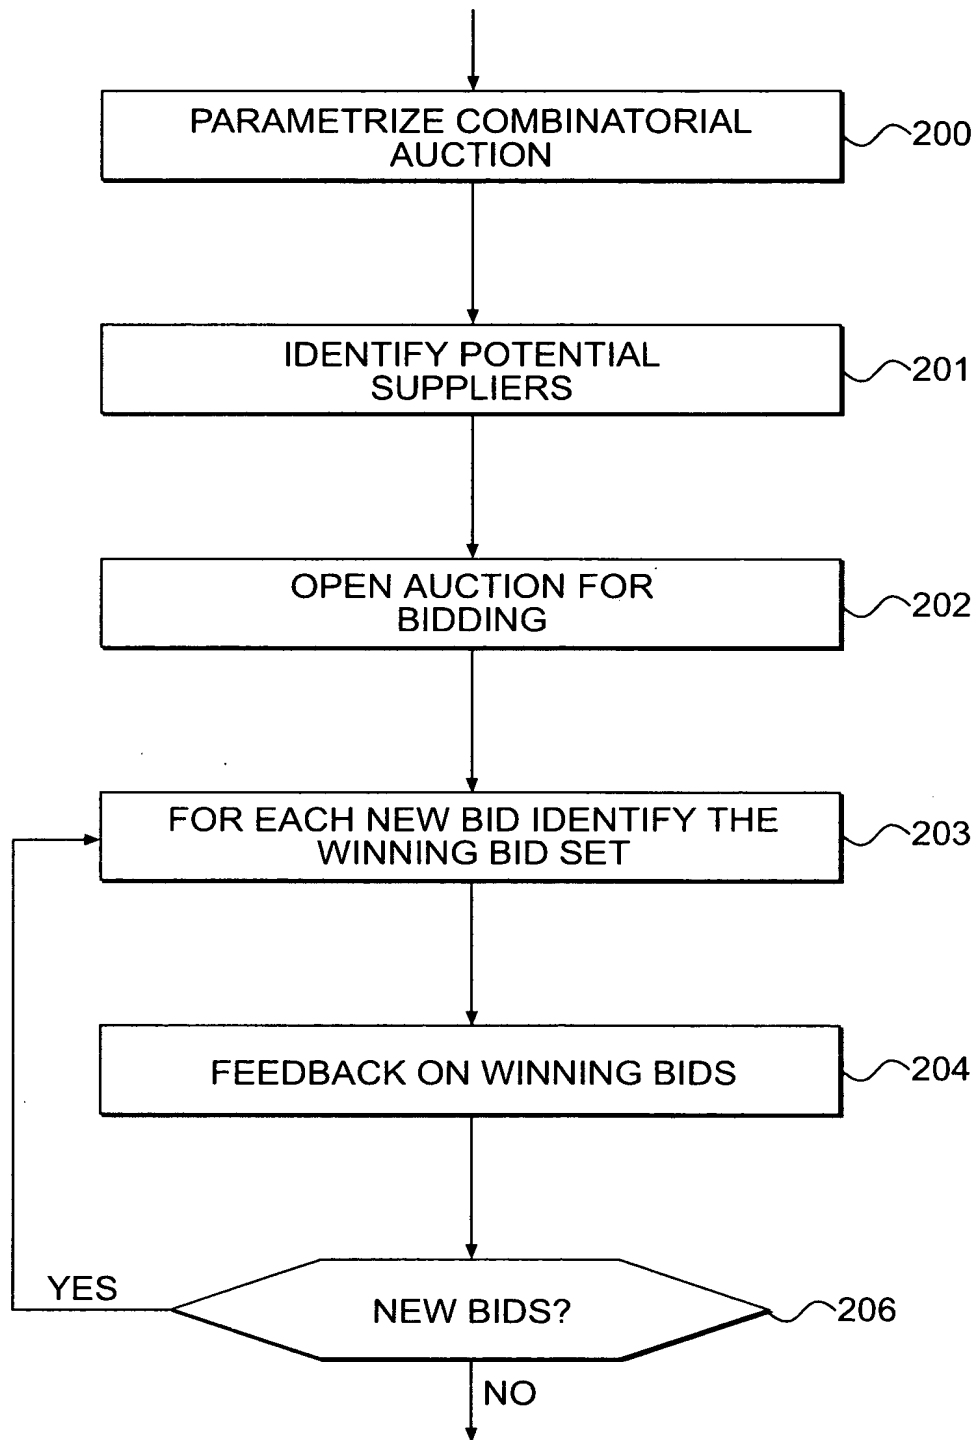 PARAMETRIZE COMBINATORIAL
AUCTION
200
IDENTIFY POTENTIAL
SUPPLIERS
201
OPEN AUCTION FOR
BIDDING
202
FOR EACH NEW BID IDENTIFY THE
WINNING BID SET
203
FEEDBACK ON WINNING BIDS
204
YES
NEW BIDS?
206
NO